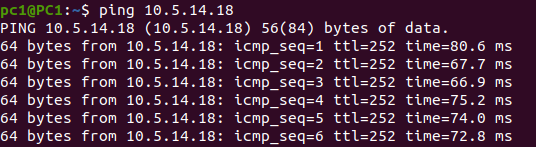 pc1@PC1:~$ ping 10.5.14.18
PING 10.5.14.18 (10.5.14.18) 56(84) bytes of data.
64 bytes from 10.5.14.18: icmp_seq=1 ttl=252 time=80.6 ms
64 bytes from 10.5.14.18: icmp_seq=2 ttl=252 time=67.7 ms
64 bytes from 10.5.14.18: icmp_seq=3 ttl=252 time=66.9 ms
64 bytes from 10.5.14.18: icmp_seq=4 ttl=252 time=75.2 ms
64 bytes from 10.5.14.18: icmp_seq=5 ttl=252 time=74.0 ms
64 bytes from 10.5.14.18: icmp_seq=6 ttl=252 time=72.8 ms